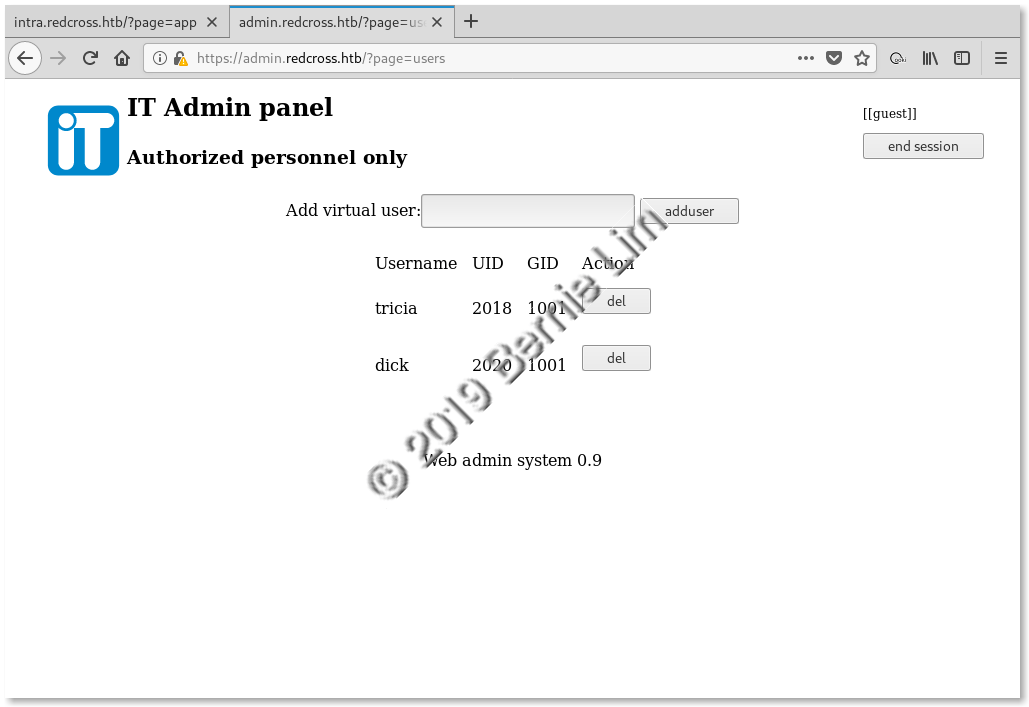 intra.redcross.htb/?page=app
admin.redcross.htb/?page=use
https://admin.redcross.htb/?page=users
iT
IT Admin panel
[[guest]]
end session
Authorized personnel only
Add virtual user:
adduser
Username UID GID Action
tricia 2018 1001 del
dick 2020 1001 del
© 2019 Bernie Lim
Web admin system 0.9